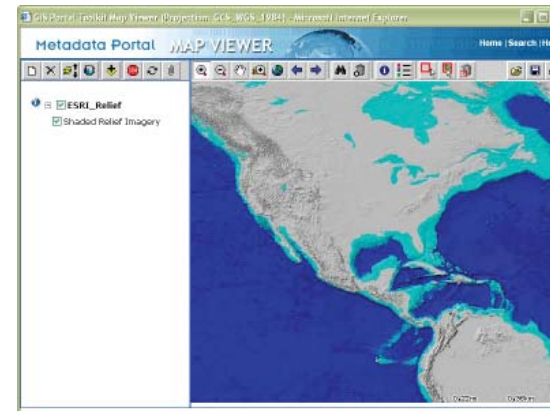 GIS Portal Toolkit Map Viewer (Projection: GCS_WGS_1984) - Microsoft Internet Explorer
Metadata Portal MAP VIEWER
Home | Search | H
ESRI_Relief
Shaded Relief Imagery